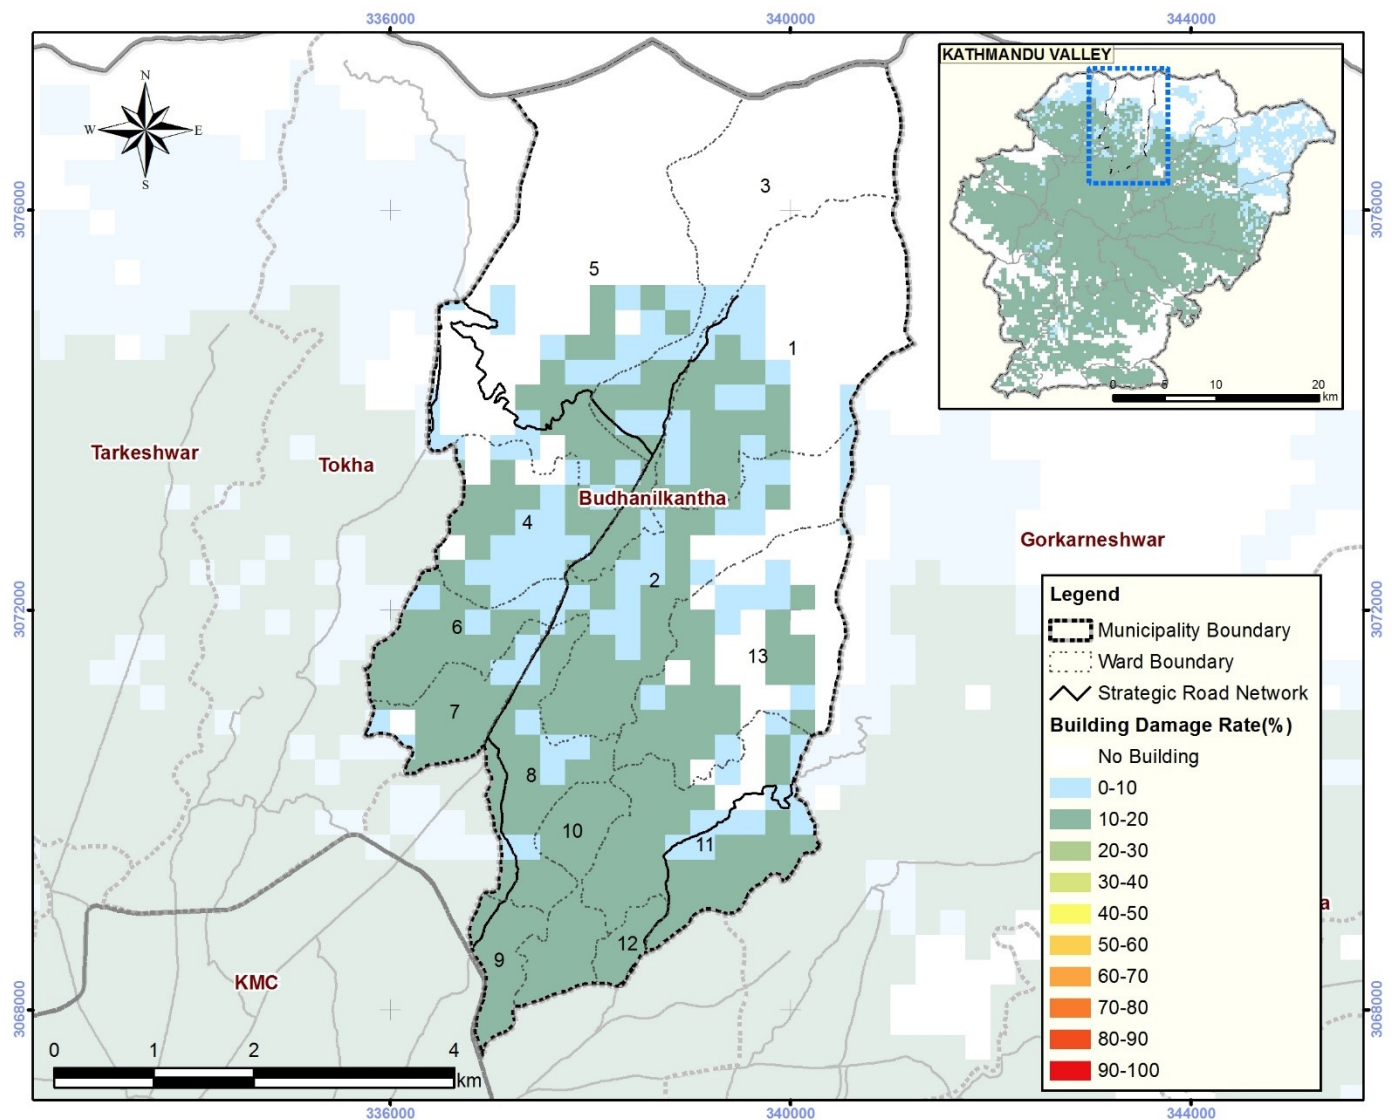 336000
340000
344000
KATHMANDU VALLEY
N
W
E
S
3
3076000
3076000
5
1
0
5
10
20
km
Tarkeshwar
Tokha
Budhanilkantha
4
Gorkarneshwar
2
3072000
3072000
6
13
7
8
10
11
12
9
KMC
a
3068000
3068000
Legend
Municipality Boundary
Ward Boundary
Strategic Road Network
Building Damage Rate(%)
No Building
0-10
10-20
20-30
30-40
40-50
50-60
60-70
70-80
80-90
90-100
0
1
2
4
km
336000
340000
344000